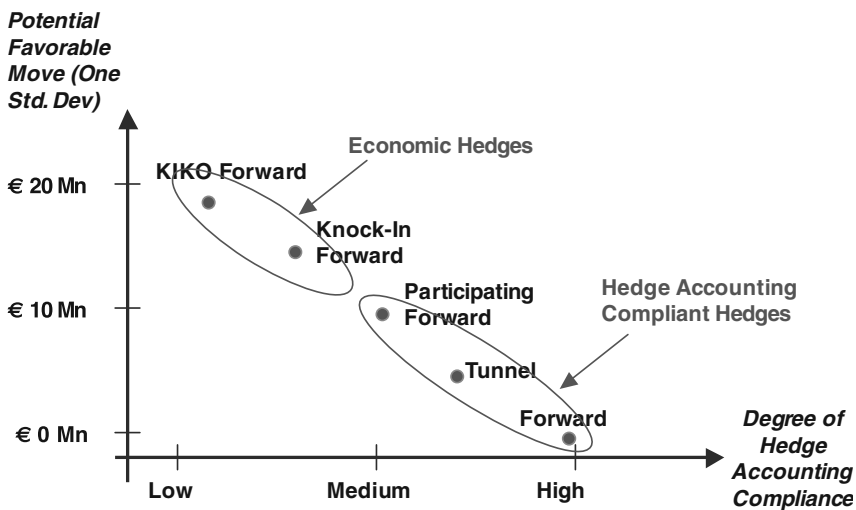 Potential
Favorable
Move (One
Std. Dev)
Economic Hedges
KIKO Forward
€ 20 Mn
Knock-In
Forward
Hedge Accounting
Compliant Hedges
Participating
Forward
€ 10 Mn
Tunnel
Forward
€ 0 Mn
Degree of
Hedge
Accounting
Compliance
Low
Medium
High